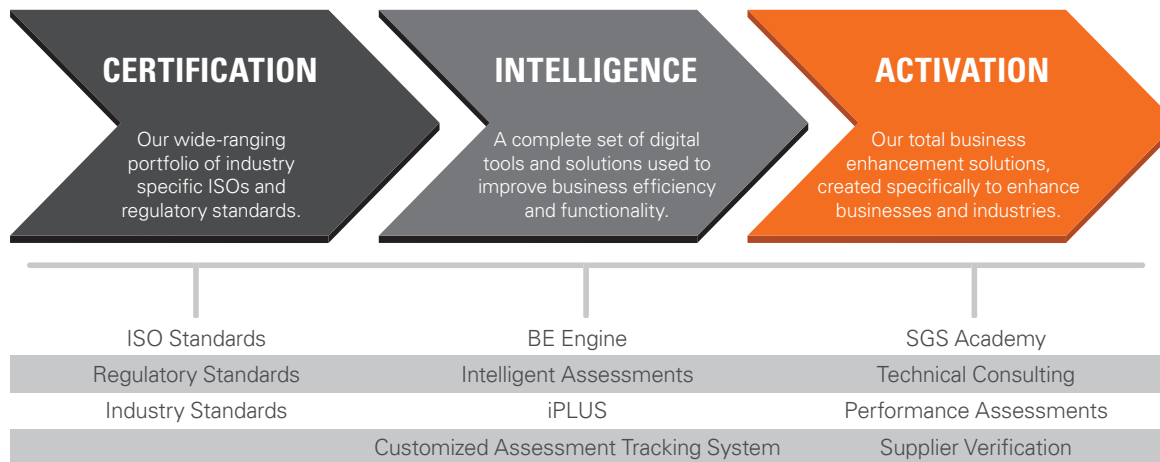 CERTIFICATION
Our wide-ranging
portfolio of industry
specific ISOs and
regulatory standards.
INTELLIGENCE
A complete set of digital
tools and solutions used to
improve business efficiency
and functionality.
ACTIVATION
Our total business
enhancement solutions,
created specifically to enhance
businesses and industries.
ISO Standards
Regulatory Standards
Industry Standards
BE Engine
Intelligent Assessments
iPLUS
Customized Assessment Tracking System
SGS Academy
Technical Consulting
Performance Assessments
Supplier Verification